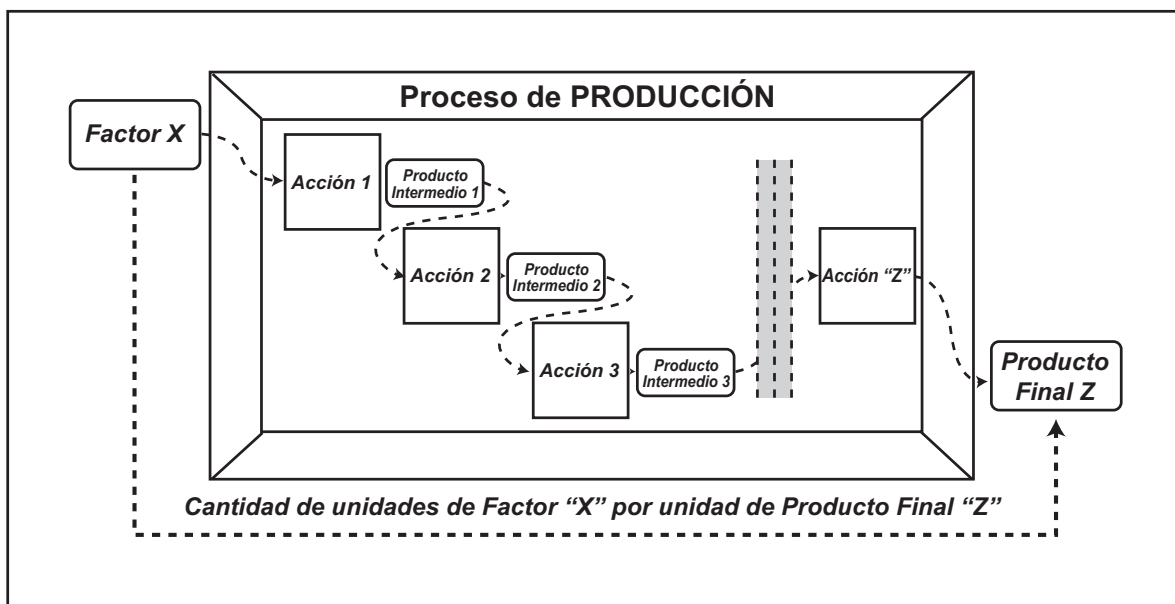 Proceso de PRODUCCIÓN
Factor X
Acción 1
Producto
Intermedio 1
Acción 2
Producto
Intermedio 2
Acción 3
Producto
Intermedio 3
Acción “Z”
Producto
Final Z
Cantidad de unidades de Factor “X” por unidad de Producto Final “Z”